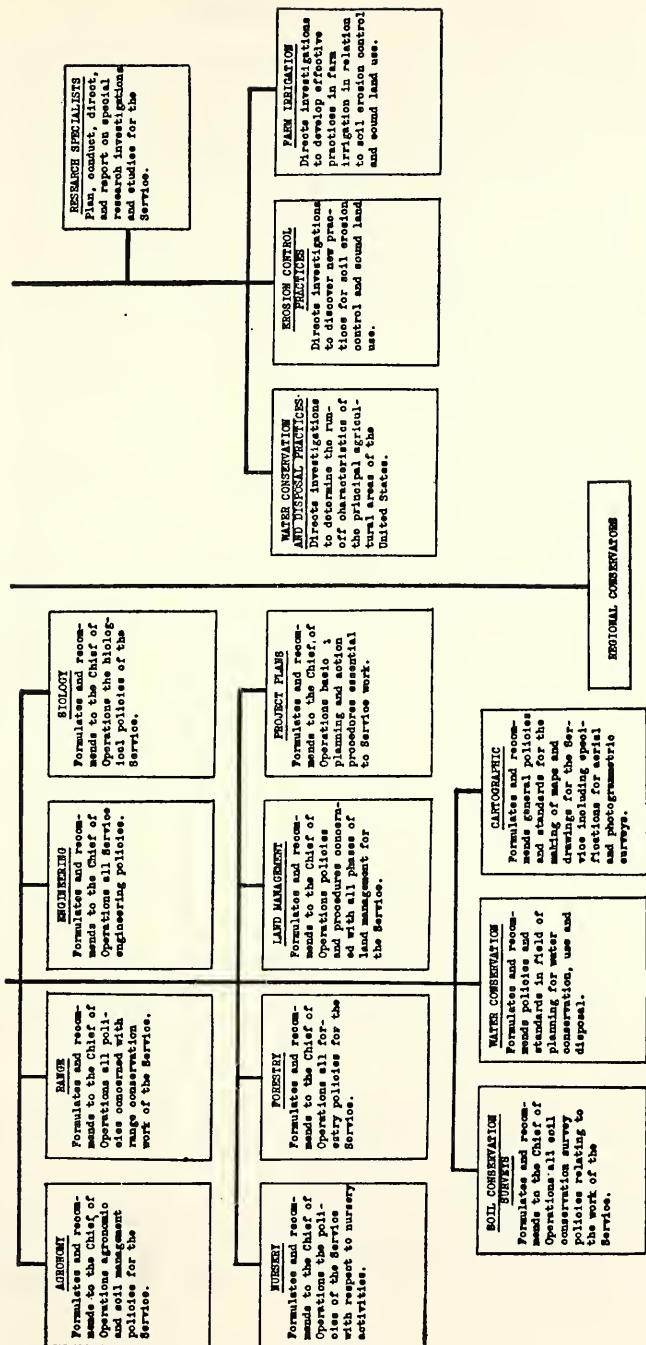 AGRONOMY
Formulates and recom-
mends to the Chief of
Operations agronomic
and soil management
policies for the
Service.
RANGE
Formulates and recom-
mends to the Chief of
Operations all poli-
cies concerned with
range conservation
work of the Service.
ENGINEERING
Formulates and recom-
mends to the Chief of
Operations all Service
engineering policies.
BIOLOGY
Formulates and recom-
mends to the Chief of
Operations the biolog-
ical policies of the
Service.
NURSERY
Formulates and recom-
mends to the Chief of
Operations the poli-
cies of the Service
with respect to nursery
activities.
FORESTRY
Formulates and recom-
mends to the Chief of
Operations all for-
estry policies for the
Service.
LAND MANAGEMENT
Formulates and recom-
mends to the Chief of
Operations policies
and procedures concern-
ed with all phases of
land management for
the Service.
PROJECT PLANS
Formulates and recom-
mends to the Chief of
Operations basic
planning and action
procedures essential
to Service work.
SOIL CONSERVATION
SURVEYS
Formulates and recom-
mends to the Chief of
Operations all soil
conservation survey
policies relating to
the work of the
Service.
WATER CONSERVATION
Formulates and recom-
mends policies and
standards in field of
planning for water
conservation, use and
disposal.
CARTOGRAPHIC
Formulates and recom-
mends general policies
and standards for the
making of maps and
drawings for the Ser-
vice including speci-
fications for aerial
and photogrammetric
surveys.
REGIONAL CONSERVATORS
RESEARCH SPECIALISTS
Plan, conduct, direct,
and report on special
research investigations
and studies for the
Service.
WATER CONSERVATION
AND DISPOSAL PRACTICES
Directs investigations
to determine the run-
off characteristics of
the principal agricul-
tural areas of the
United States.
EROSION CONTROL
PRACTICES
Directs investigations
to discover new prac-
tices for soil erosion
control and sound land
use.
FARM IRRIGATION
Directs investigations
to develop effective
practices in farm
irrigation in relation
to soil erosion control
and sound land use.